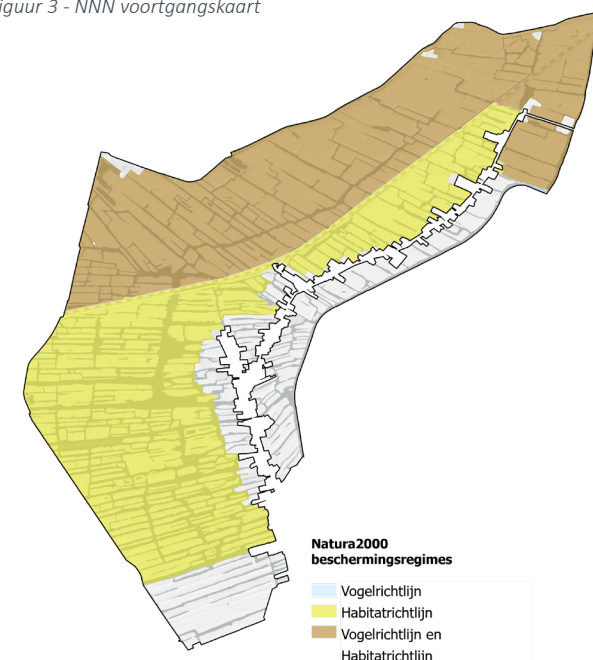 iguur 3 - NNN voortgangskaart
Natura2000
beschermingsregimes
Vogelrichtlijn
Habitatrichtlijn
Vogelrichtlijn en
Habitatrichtlijn